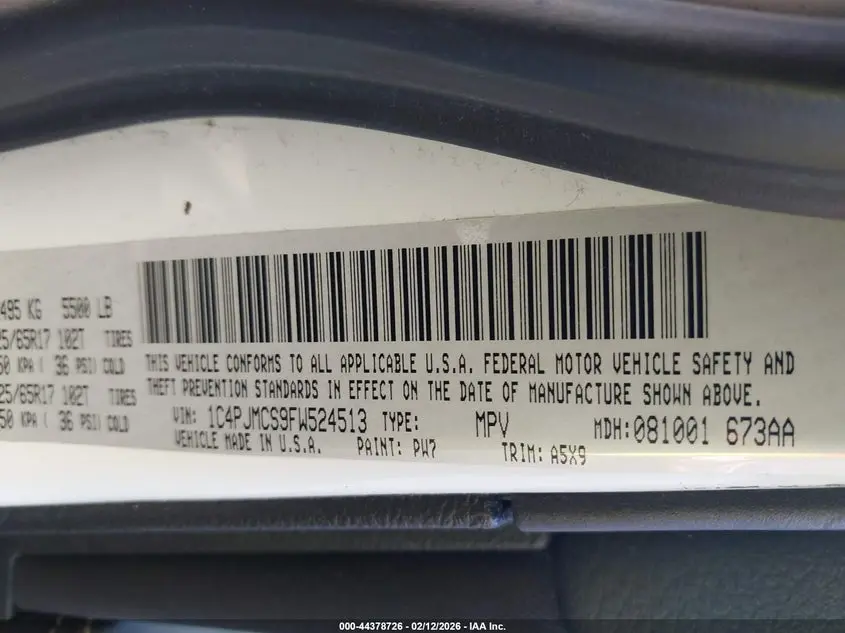 495 KG 5500 LB
25/65R17 102T TIRES
50 KPA ( 36 PSI) COLD
25/65R17 102T TIRES
50 KPA ( 36 PSI) COLD
THIS VEHICLE CONFORMS TO ALL APPLICABLE U.S.A. FEDERAL MOTOR VEHICLE SAFETY AND
THEFT PREVENTION STANDARDS IN EFFECT ON THE DATE OF MANUFACTURE SHOWN ABOVE.
VIN: 1C4PJMCS9FW524513 TYPE: MPV MDH:081001 673AA
VEHICLE MADE IN U.S.A. PAINT: PW7 TRIM: A5X9
000-44378726 - 02/12/2026 - IAA Inc.